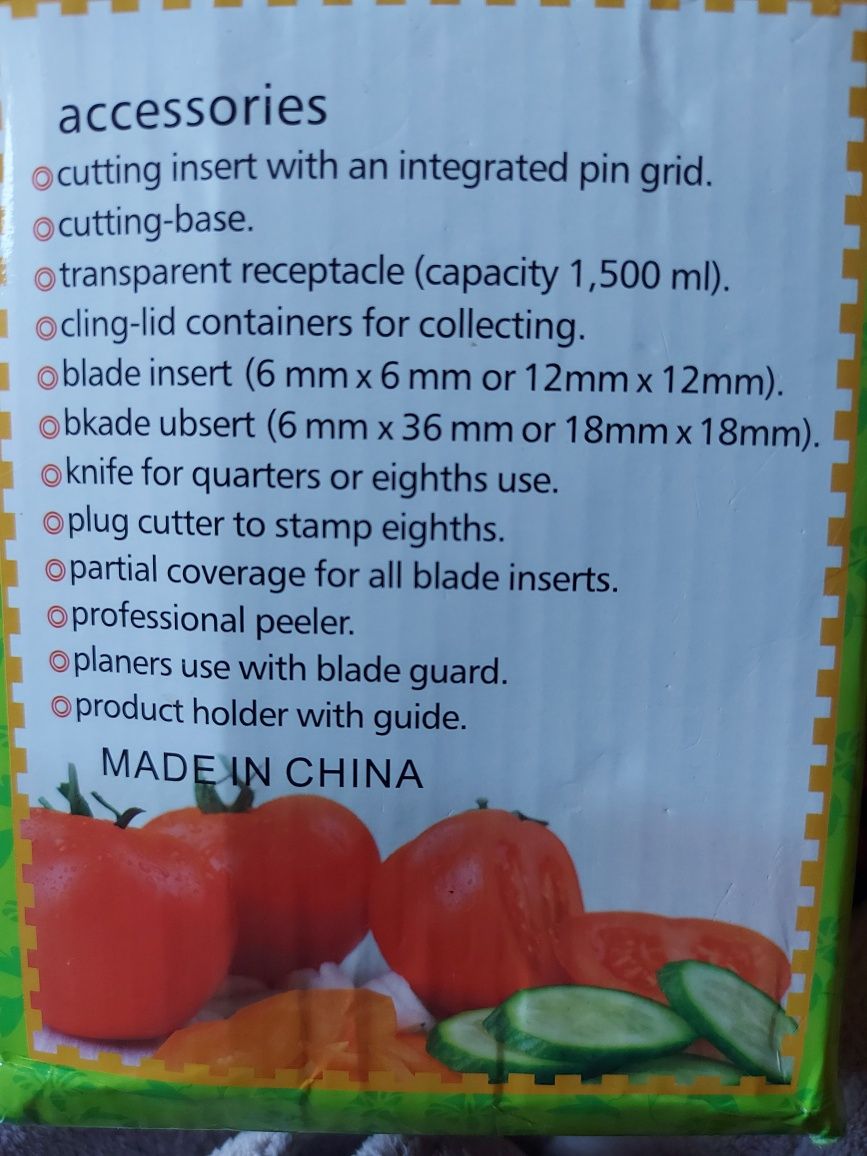 accessories
cutting insert with an integrated pin grid.
cutting-base.
transparent receptacle (capacity 1,500 ml).
cling-lid containers for collecting.
blade insert (6 mm x 6 mm or 12mm x 12mm).
bkade ubsert (6 mm x 36 mm or 18mm x 18mm).
knife for quarters or eighths use.
plug cutter to stamp eighths.
partial coverage for all blade inserts.
professional peeler.
planers use with blade guard.
product holder with guide.
MADE IN CHINA